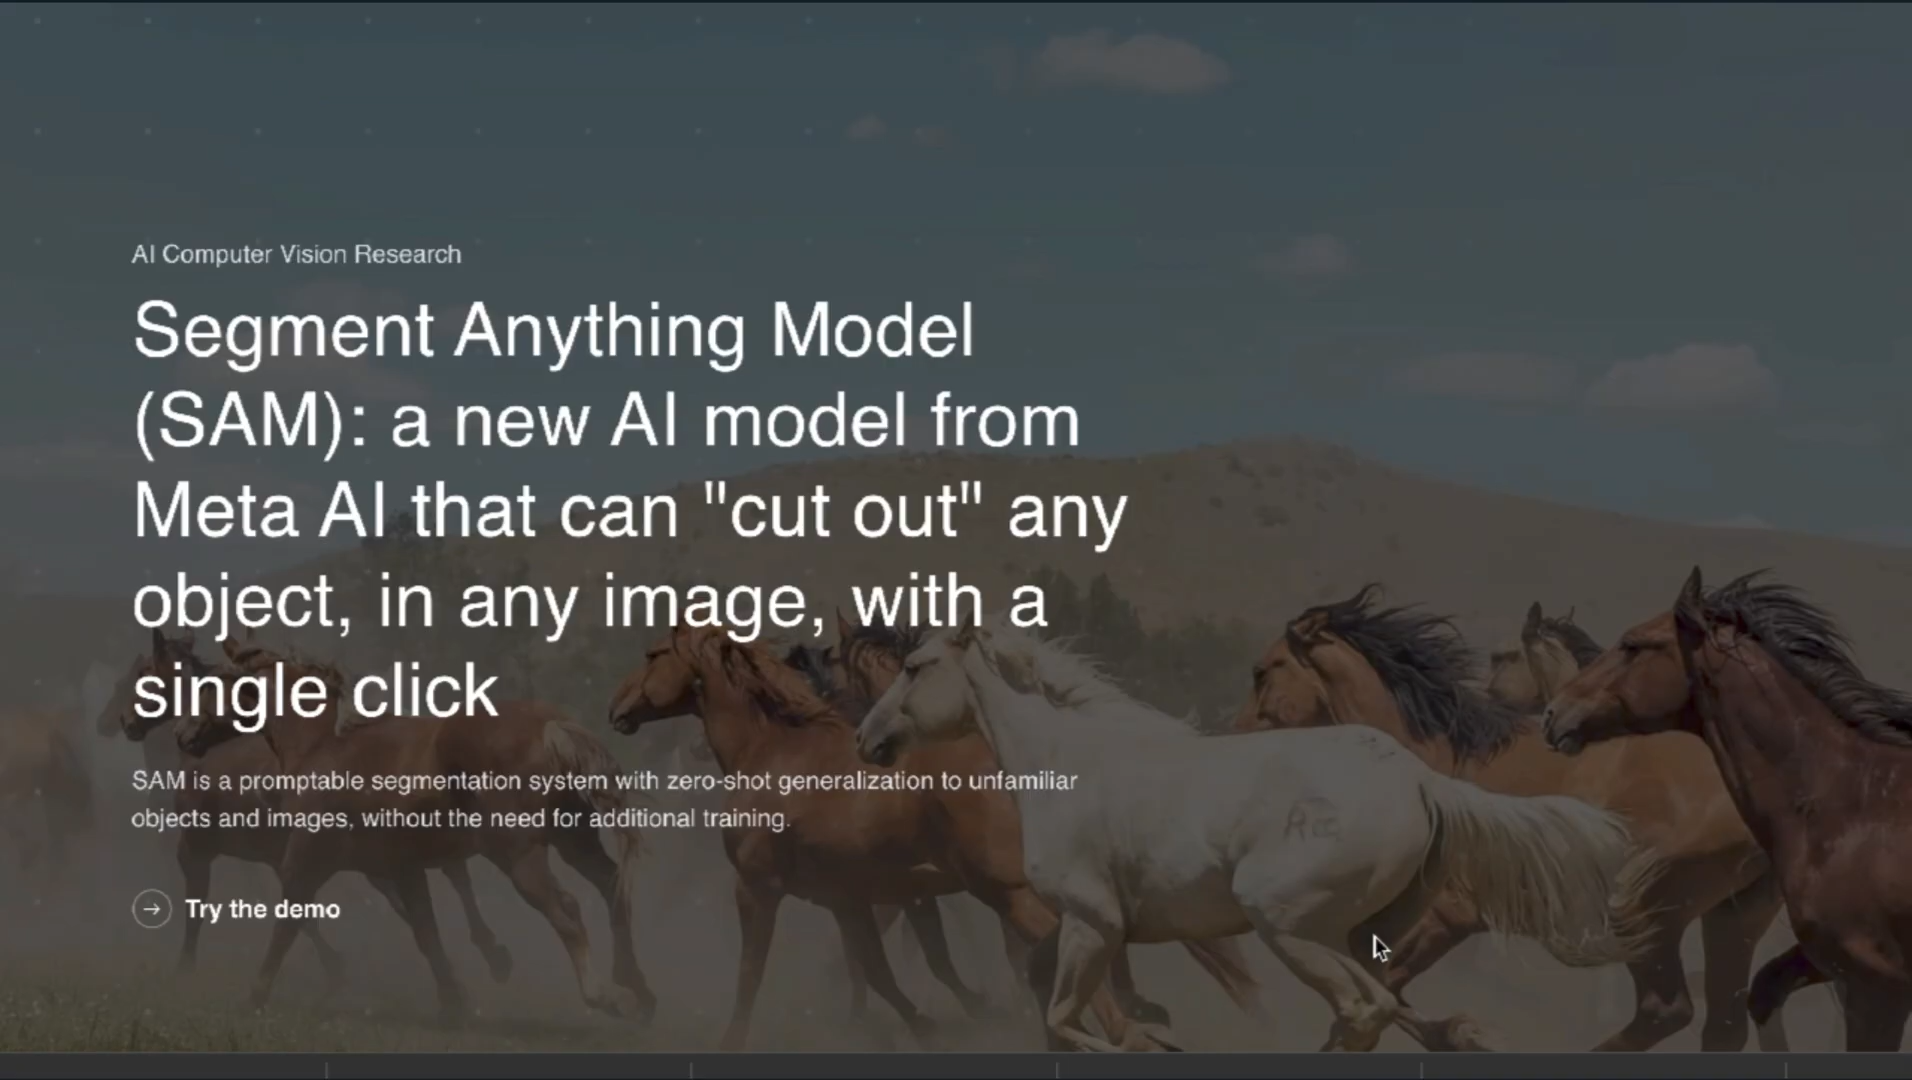 AI Computer Vision Research
Segment Anything Model
(SAM): a new AI model from
Meta AI that can "cut out" any
object, in any image, with a
single click
SAM is a promptable segmentation system with zero-shot generalization to unfamiliar
objects and images, without the need for additional training.
Try the demo